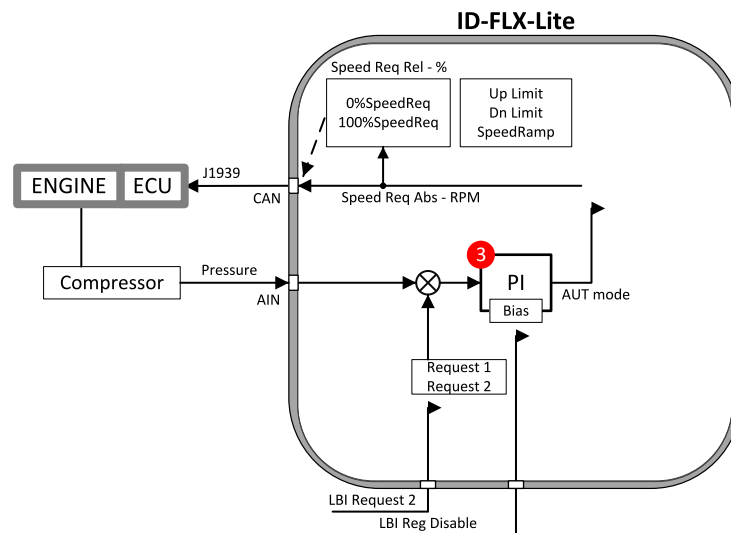 ID-FLX-Lite
Speed Req Rel - %
0%SpeedReq
100%SpeedReq
Up Limit
Dn Limit
SpeedRamp
ENGINE
ECU
J1939
CAN
Speed Req Abs - RPM
Compressor
Pressure
AIN
3
PI
Bias
AUT mode
Request 1
Request 2
LBI Request 2
LBI Reg Disable